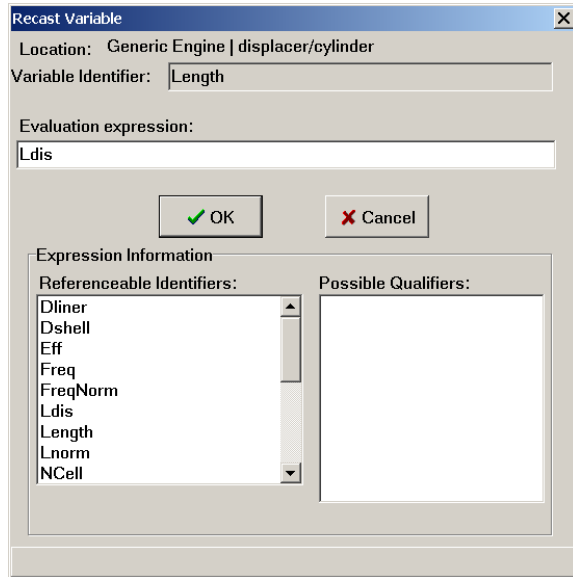 Recast Variable
Location: Generic Engine | displacer/cylinder
Variable Identifier: Length
Evaluation expression:
Ldis
OK Cancel
Expression Information
Referenceable Identifiers: Possible Qualifiers:
Dliner
Dshell
Eff
Freq
FreqNorm
Ldis
Length
Lnorm
NCell